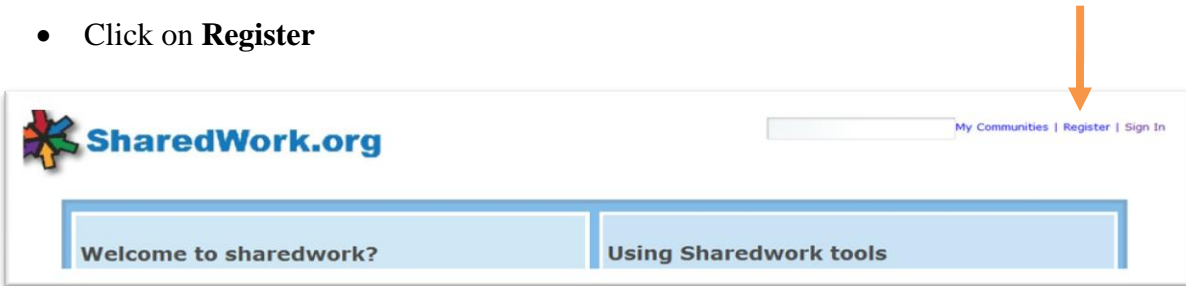 • Click on Register
SharedWork.org
My Communities | Register | Sign In
Welcome to sharedwork?
Using Sharedwork tools